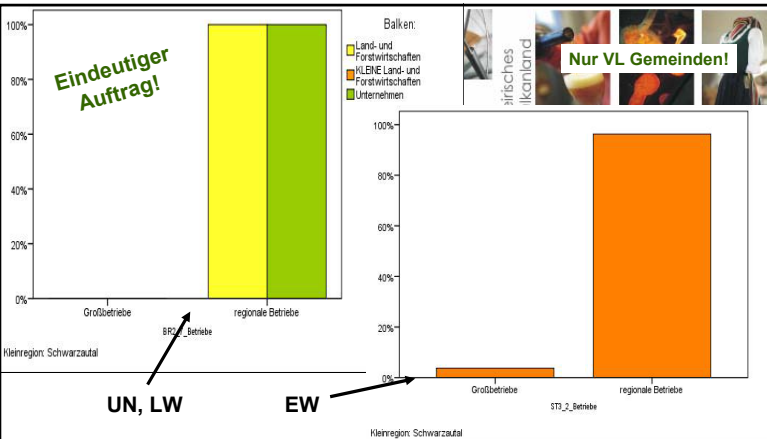 Eindeutiger
Auftrag!
100%
80%
60%
40%
20%
0%
Großbetriebe
regionale Betriebe
Betriebe
Kleinregion: Schwarzautal
Balken:
Land- und
Forstwirtschaften
KLEINE Land- und
Forstwirtschaften
Unternehmen
Nur VL Gemeinden!
100%
80%
60%
40%
20%
0%
Großbetriebe
regionale Betriebe
ST3_2_Betriebe
Kleinregion: Schwarzautal
UN, LW
EW